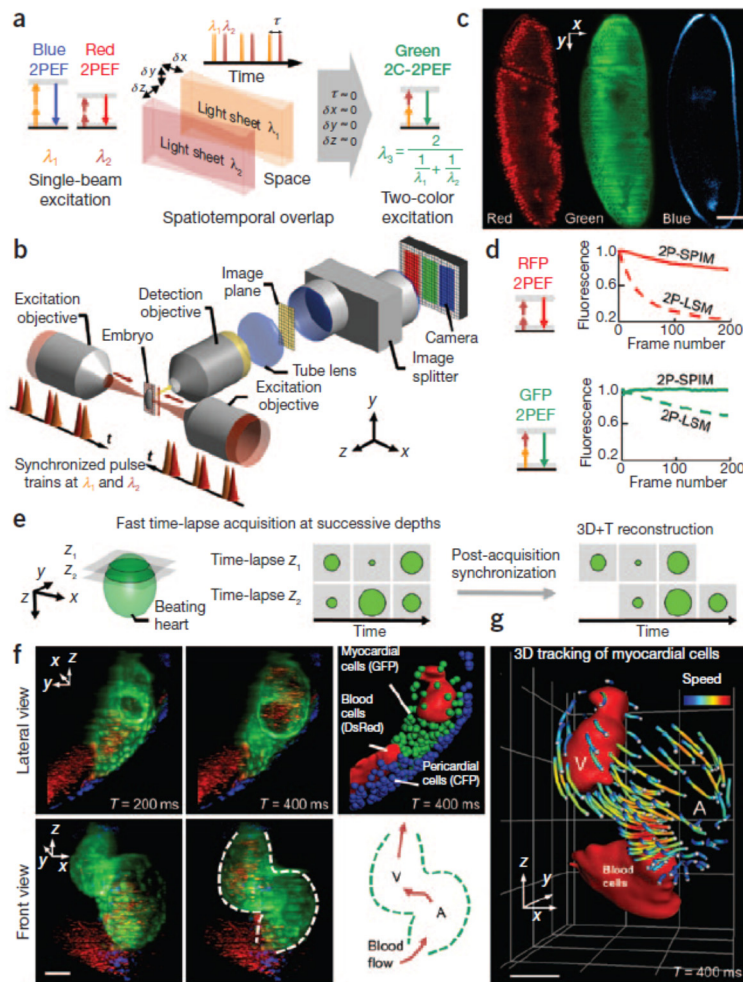 a
Blue
2PEF
Red
2PEF
λ1
λ2
Single-beam
excitation
λ1 λ2
τ
Time
δx
δy
δz
Light sheet λ1
Light sheet λ2
Space
Spatiotemporal overlap
τ ≈ 0
δx ≈ 0
δy ≈ 0
δz ≈ 0
Green
2C-2PEF
λ3 = 2 / (1/λ1 + 1/λ2)
Two-color
excitation
b
Excitation
objective
Embryo
Detection
objective
Image
plane
Tube lens
Excitation
objective
Camera
Image
splitter
t
t
Synchronized pulse
trains at λ1 and λ2
y
z x
c
x
y
Red
Green
Blue
d
RFP
2PEF
Fluorescence
1.0
0.6
0.2
2P-SPIM
2P-LSM
0 100 200
Frame number
GFP
2PEF
Fluorescence
1.0
0.6
0.2
2P-SPIM
2P-LSM
0 100 200
Frame number
e
Fast time-lapse acquisition at successive depths
z1
z2
y
x
z
Beating
heart
Time-lapse z1
Time-lapse z2
Time
Post-acquisition
synchronization
3D+T reconstruction
Time
f
Lateral view
x z
y
T = 200 ms
T = 400 ms
Myocardial
cells (GFP)
Blood
cells
(DsRed)
Pericardial
cells (CFP)
T = 400 ms
Front view
z
y x
V
A
Blood
flow
g
3D tracking of myocardial cells
Speed
V
A
Blood
cells
z
y
x
T = 400 ms